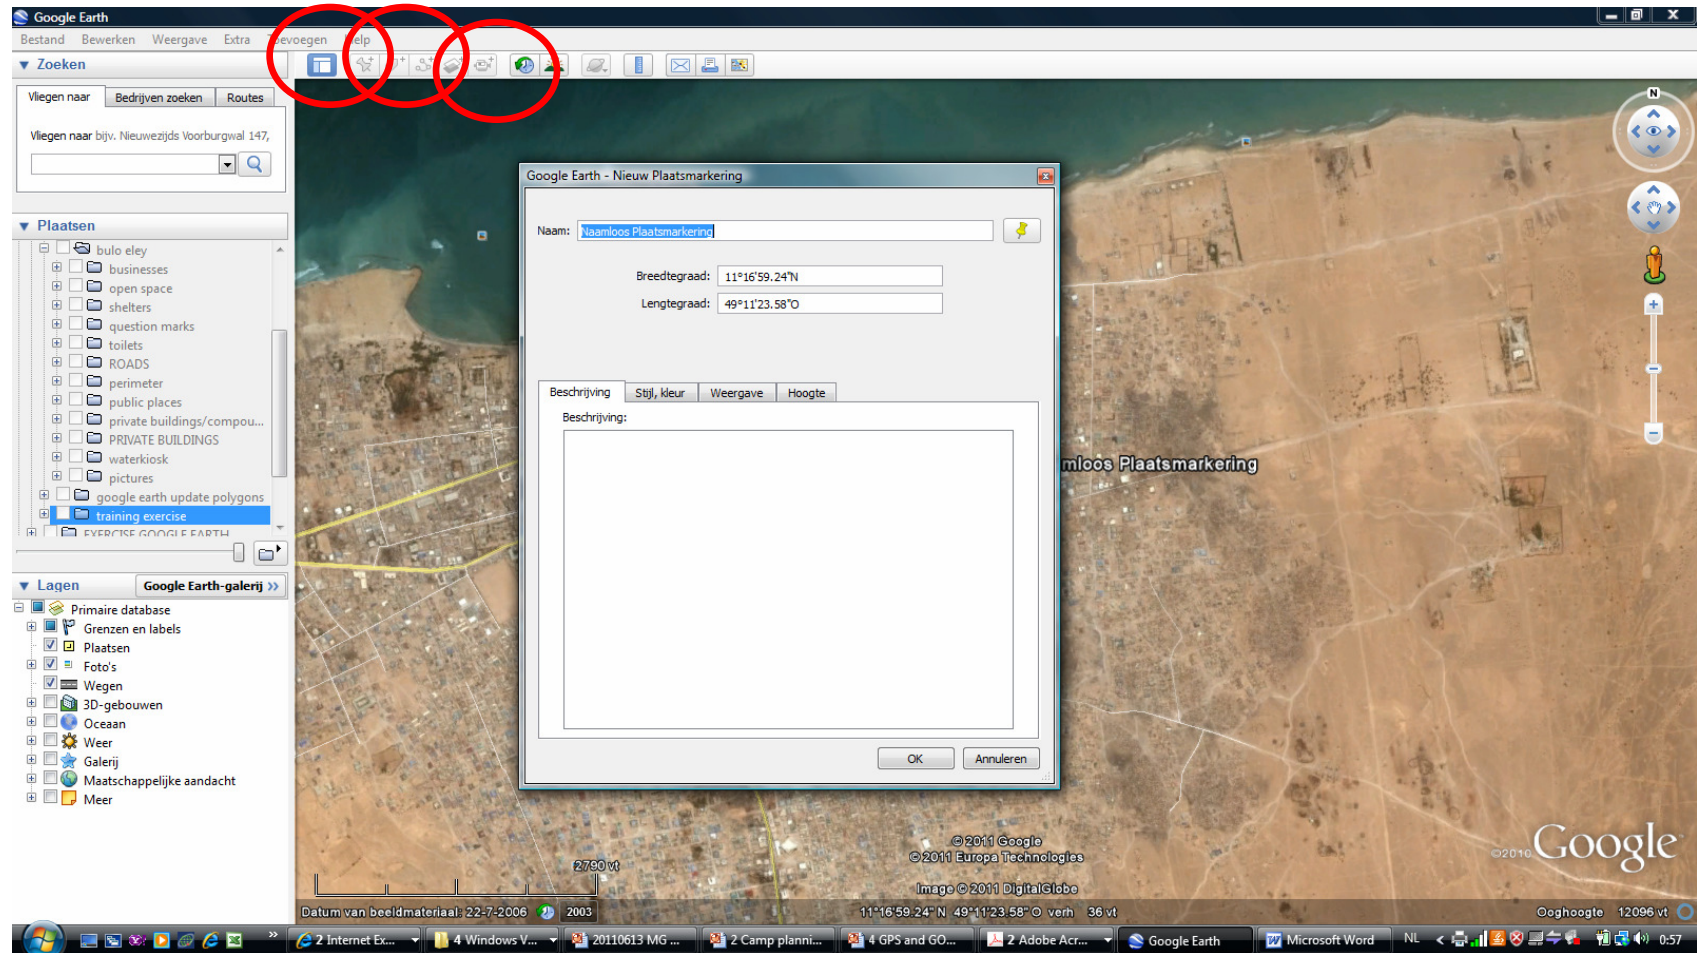 Google Earth
Bestand Bewerken Weergave Extra Toevoegen Help
Zoeken
Vliegen naar Bedrijven zoeken Routes
Vliegen naar bijv. Nieuwezijds Voorburgwal 147,
Plaatsen
bulo eley
businesses
open space
shelters
question marks
toilets
ROADS
perimeter
public places
private buildings/compou...
PRIVATE BUILDINGS
waterkiosk
pictures
google earth update polygons
training exercise
EXERCISE GOOGLE EARTH
Lagen Google Earth-galerij >>
Primaire database
Grenzen en labels
Plaatsen
Foto's
Wegen
3D-gebouwen
Oceaan
Weer
Galerij
Maatschappelijke aandacht
Meer
Google Earth - Nieuw Plaatsmarkering
Naam: Naamloos Plaatsmarkering
Breedtegraad: 11°16'59.24"N
Lengtegraad: 49°11'23.58"O
Beschrijving Stijl, kleur Weergave Hoogte
Beschrijving:
OK Annuleren
N
mloos Plaatsmarkering
©2011 Google
©2011 Europa Technologies
Image © 2011 DigitalGlobe
©2010 Google
2790 vt
Datum van beeldmateriaal: 22-7-2006 2003 11°16'59.24" N 49°11'23.58" O verh 36 vt Ooghoogte 12096 vt
2 Internet Ex... 4 Windows V... 20110613 MG ... 2 Camp planni... 4 GPS and GO... 2 Adobe Acr... Google Earth Microsoft Word NL 0:57